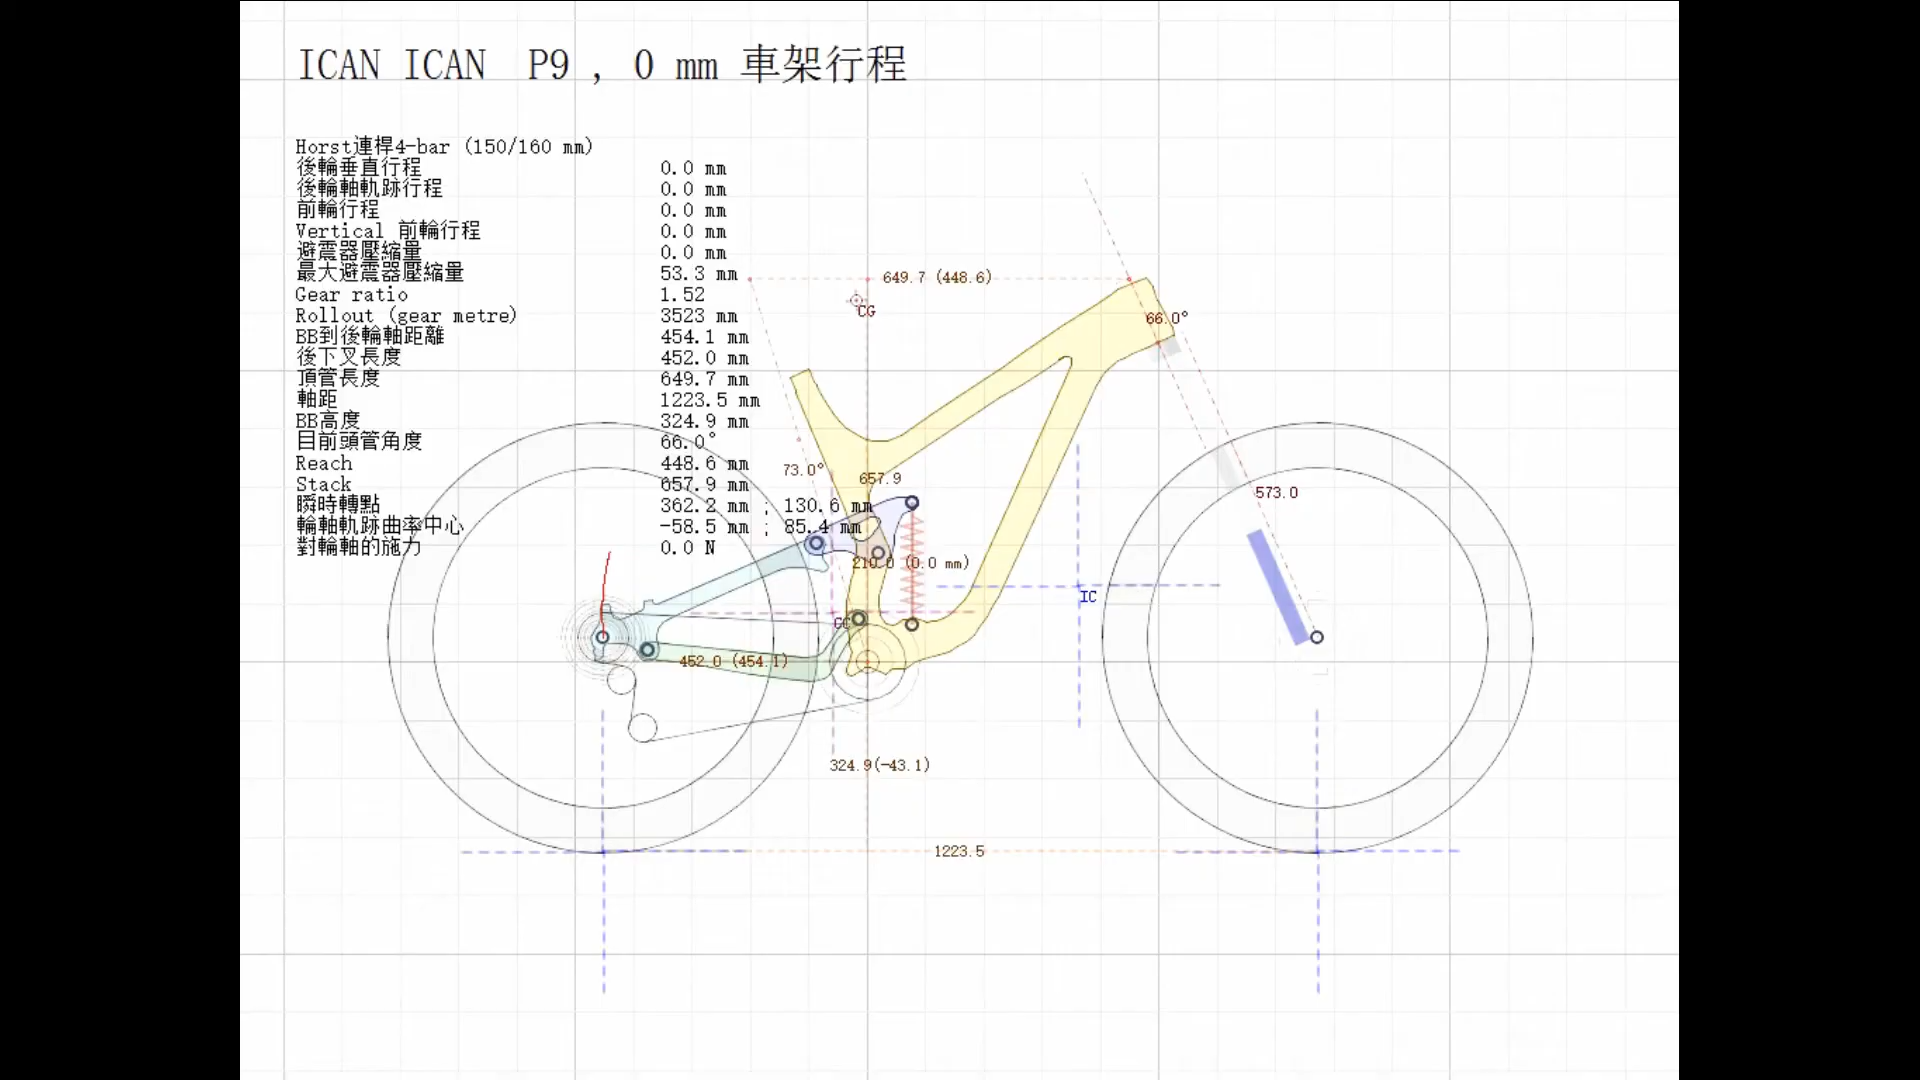 ICAN ICAN  P9 , 0 mm 車架行程
Horst連桿4-bar (150/160 mm)
後輪垂直行程 0.0 mm
後輪軸軌跡行程 0.0 mm
前輪行程 0.0 mm
Vertical 前輪行程 0.0 mm
避震器壓縮量 0.0 mm
最大避震器壓縮量 53.3 mm
Gear ratio 1.52
Rollout (gear metre) 3523 mm
BB到後輪軸距離 454.1 mm
後下叉長度 452.0 mm
頂管長度 649.7 mm
軸距 1223.5 mm
BB高度 324.9 mm
目前頭管角度 66.0°
Reach 448.6 mm
Stack 657.9 mm
瞬時轉點 362.2 mm ; 130.6 mm
輪軸軌跡曲率中心 -58.5 mm ; 85.4 mm
對輪軸的施力 0.0 N
649.7 (448.6)
CG
66.0°
73.0°
657.9
573.0
210.0 (0.0 mm)
IC
CC
452.0 (454.1)
324.9(-43.1)
1223.5